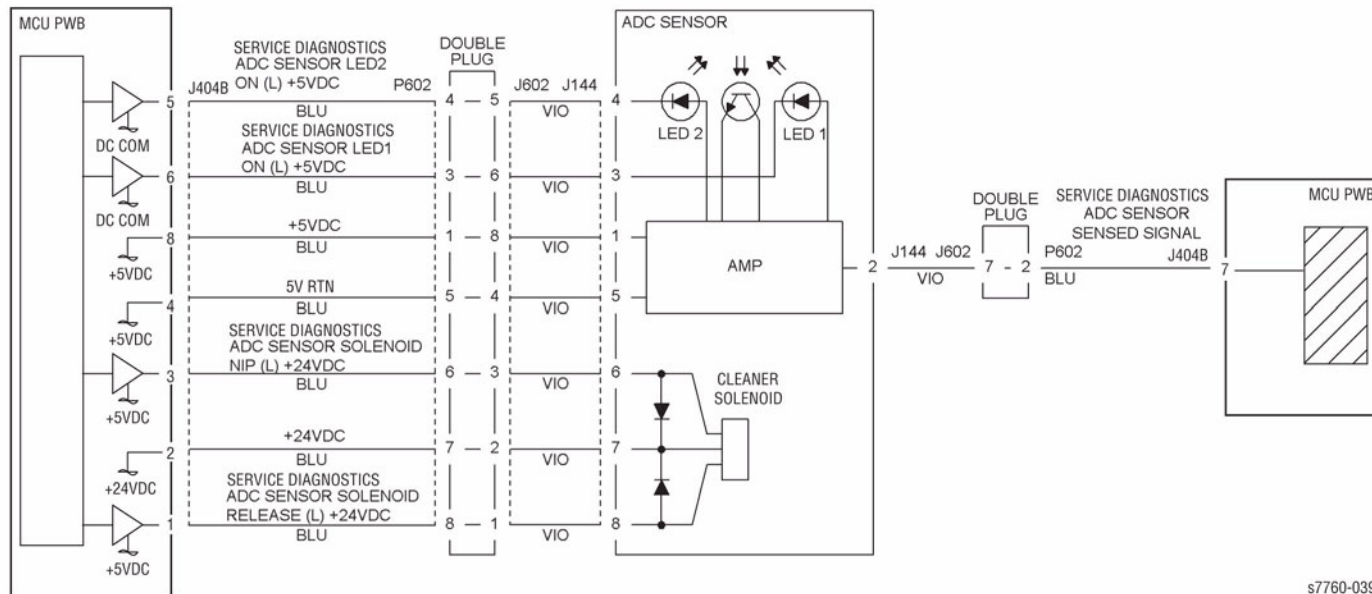 MCU PWB
SERVICE DIAGNOSTICS
ADC SENSOR LED2
J404B ON (L) +5VDC P602
DOUBLE
PLUG
J602 J144
ADC SENSOR
5 BLU 4 - 5 VIO 4
DC COM
LED 2 LED 1
SERVICE DIAGNOSTICS
ADC SENSOR LED1
ON (L) +5VDC
6 BLU 3 - 6 VIO 3
DC COM
+5VDC
8 BLU 1 - 8 VIO 1
+5VDC
AMP
5V RTN
4 BLU 5 - 4 VIO 5
+5VDC
SERVICE DIAGNOSTICS
ADC SENSOR SOLENOID
NIP (L) +24VDC
3 BLU 6 - 3 VIO 6
+5VDC
CLEANER
SOLENOID
+24VDC
2 BLU 7 - 2 VIO 7
+24VDC
SERVICE DIAGNOSTICS
ADC SENSOR SOLENOID
RELEASE (L) +24VDC
1 BLU 8 - 1 VIO 8
+5VDC
2
J144 J602
VIO
DOUBLE
PLUG
7 - 2
P602
BLU
SERVICE DIAGNOSTICS
ADC SENSOR
SENSED SIGNAL
J404B
7
MCU PWB
s7760-039